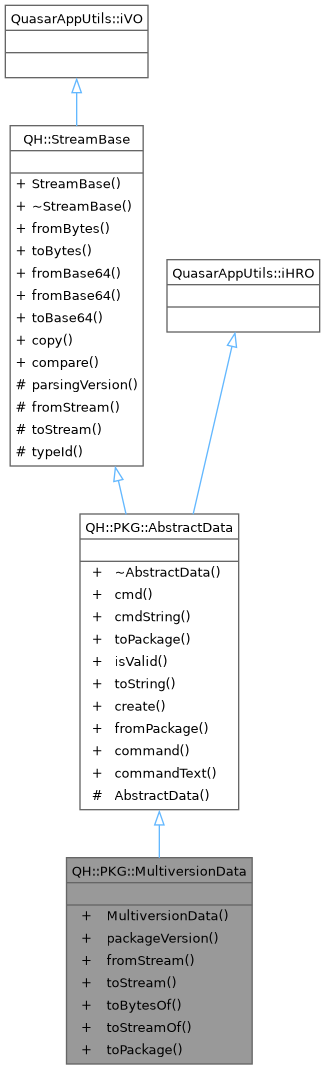 QuasarAppUtils::iVO
QH::StreamBase
+ StreamBase()
+ ~StreamBase()
+ fromBytes()
+ toBytes()
+ fromBase64()
+ fromBase64()
+ toBase64()
+ copy()
+ compare()
# parsingVersion()
# fromStream()
# toStream()
# typeId()
QuasarAppUtils::iHRO
QH::PKG::AbstractData
+ ~AbstractData()
+ cmd()
+ cmdString()
+ toPackage()
+ isValid()
+ toString()
+ create()
+ fromPackage()
+ command()
+ commandText()
# AbstractData()
QH::PKG::MultiversionData
+ MultiversionData()
+ packageVersion()
+ fromStream()
+ toStream()
+ toBytesOf()
+ toStreamOf()
+ toPackage()